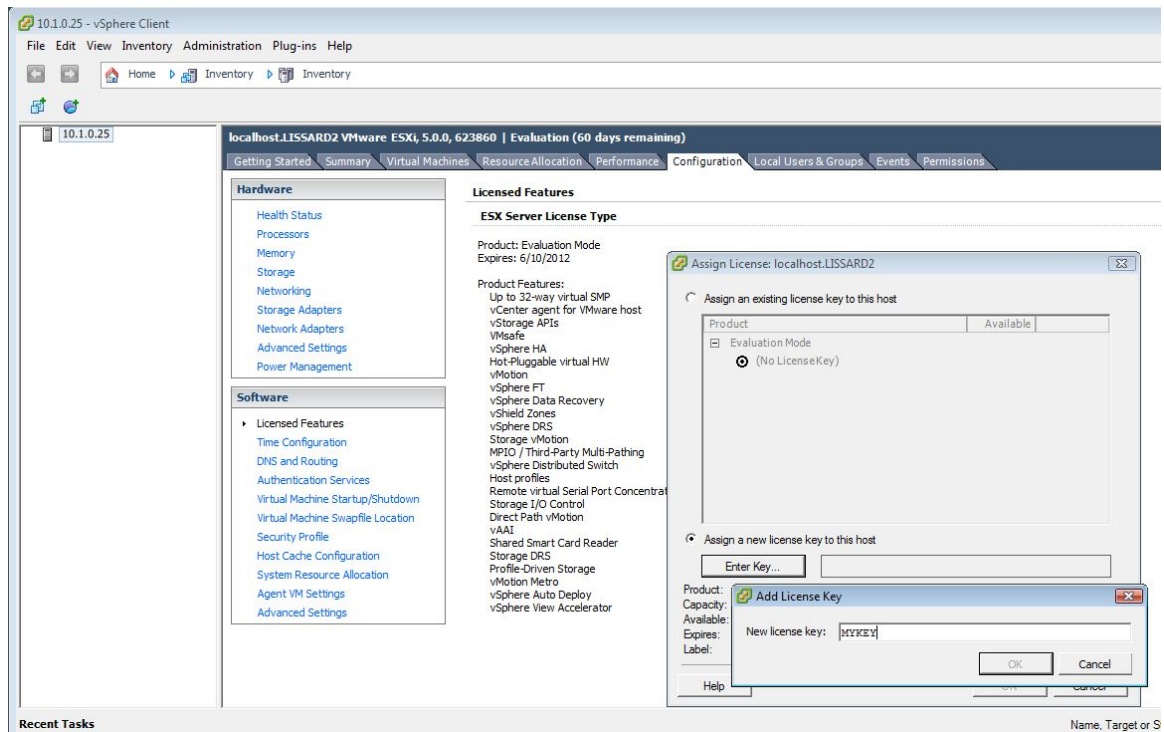 10.1.0.25 - vSphere Client
File Edit View Inventory Administration Plug-ins Help
Home Inventory Inventory
10.1.0.25
localhost.LISSARD2 VMware ESXi, 5.0.0, 623860 | Evaluation (60 days remaining)
Getting Started Summary Virtual Machines Resource Allocation Performance Configuration Local Users & Groups Events Permissions
Hardware
Health Status
Processors
Memory
Storage
Networking
Storage Adapters
Network Adapters
Advanced Settings
Power Management
Software
Licensed Features
Time Configuration
DNS and Routing
Authentication Services
Virtual Machine Startup/Shutdown
Virtual Machine Swapfile Location
Security Profile
Host Cache Configuration
System Resource Allocation
Agent VM Settings
Advanced Settings
Licensed Features
ESX Server License Type
Product: Evaluation Mode
Expires: 6/10/2012
Product Features:
Up to 32-way virtual SMP
vCenter agent for VMware host
vStorage APIs
VMsafe
vSphere HA
Hot-Pluggable virtual HW
vMotion
vSphere FT
vSphere Data Recovery
vShield Zones
vSphere DRS
Storage vMotion
MPIO / Third-Party Multi-Pathing
vSphere Distributed Switch
Host profiles
Remote virtual Serial Port Concentrat
Storage I/O Control
Direct Path vMotion
vAAI
Shared Smart Card Reader
Storage DRS
Profile-Driven Storage
vMotion Metro
vSphere Auto Deploy
vSphere View Accelerator
Assign License: localhost.LISSARD2
Assign an existing license key to this host
Product Available
Evaluation Mode
(No License Key)
Assign a new license key to this host
Enter Key...
Product:
Capacity:
Available:
Expires:
Label:
Add License Key
New license key: MYKEY
OK Cancel
Help OK Cancel
Recent Tasks
Name, Target or S